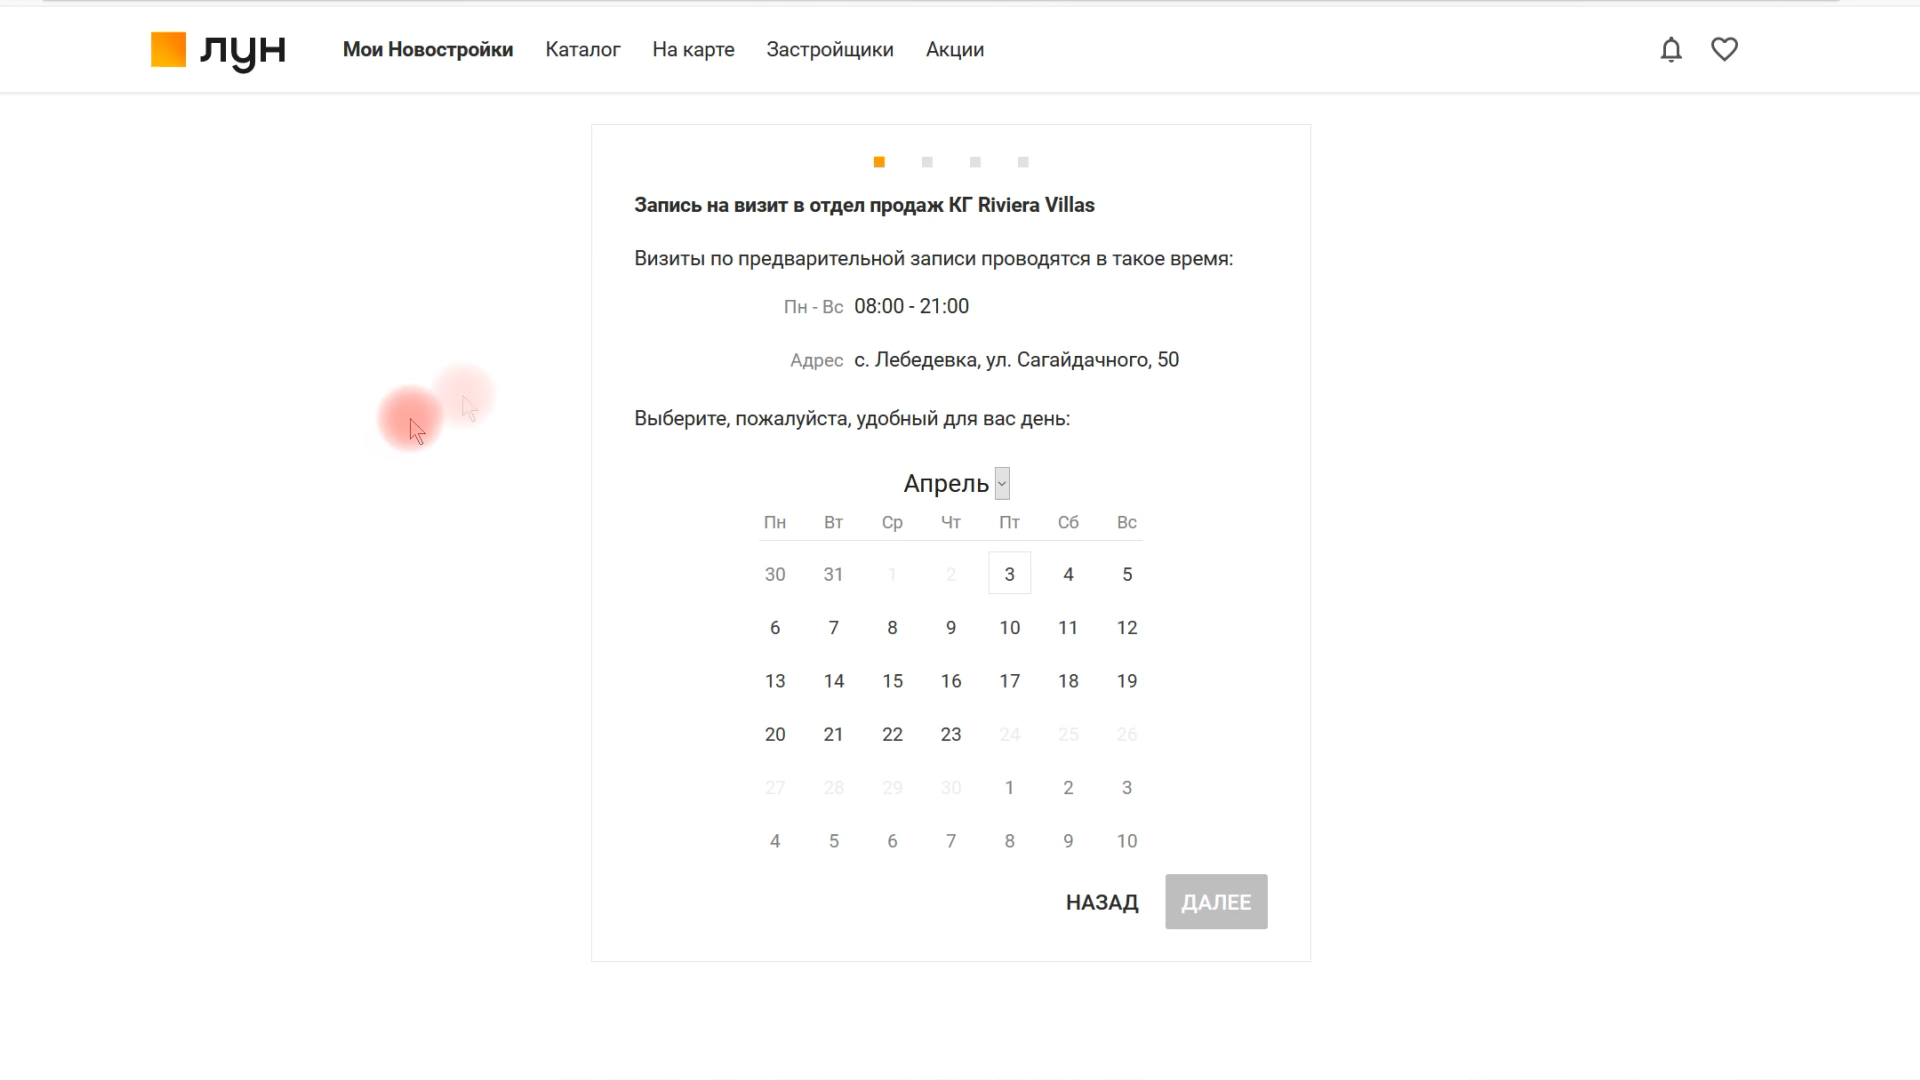 лун Мои Новостройки Каталог На карте Застройщики Акции
Запись на визит в отдел продаж КГ Riviera Villas
Визиты по предварительной записи проводятся в такое время:
Пн - Вс 08:00 - 21:00
Адрес с. Лебедевка, ул. Сагайдачного, 50
Выберите, пожалуйста, удобный для вас день:
Апрель
Пн Вт Ср Чт Пт Сб Вс
30 31 1 2 3 4 5
6 7 8 9 10 11 12
13 14 15 16 17 18 19
20 21 22 23 24 25 26
27 28 29 30 1 2 3
4 5 6 7 8 9 10
НАЗАД ДАЛЕЕ